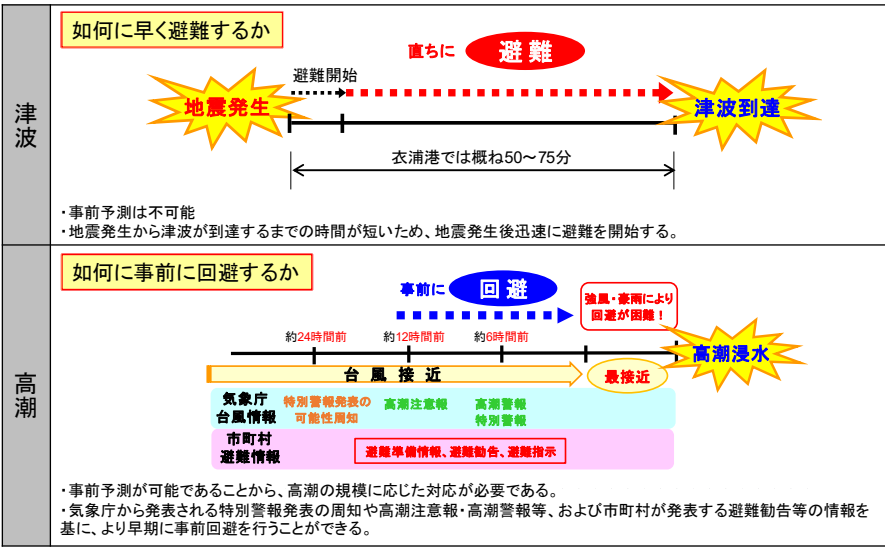 津波
如何に早く避難するか
直ちに 避難
避難開始
地震発生
津波到達
衣浦港では概ね50～75分
・事前予測は不可能
・地震発生から津波が到達するまでの時間が短いため、地震発生後迅速に避難を開始する。
高潮
如何に事前に回避するか
事前に 回避
強風・豪雨により
回避が困難！
約24時間前 約12時間前 約6時間前
高潮浸水
台風接近
最接近
気象庁
台風情報
特別警報発表の
可能性周知
高潮注意報
高潮警報
特別警報
市町村
避難情報
避難準備情報、避難勧告、避難指示
・事前予測が可能であることから、高潮の規模に応じた対応が必要である。
・気象庁から発表される特別警報発表の周知や高潮注意報・高潮警報等、および市町村が発表する避難勧告等の情報を
基に、より早期に事前回避を行うことができる。